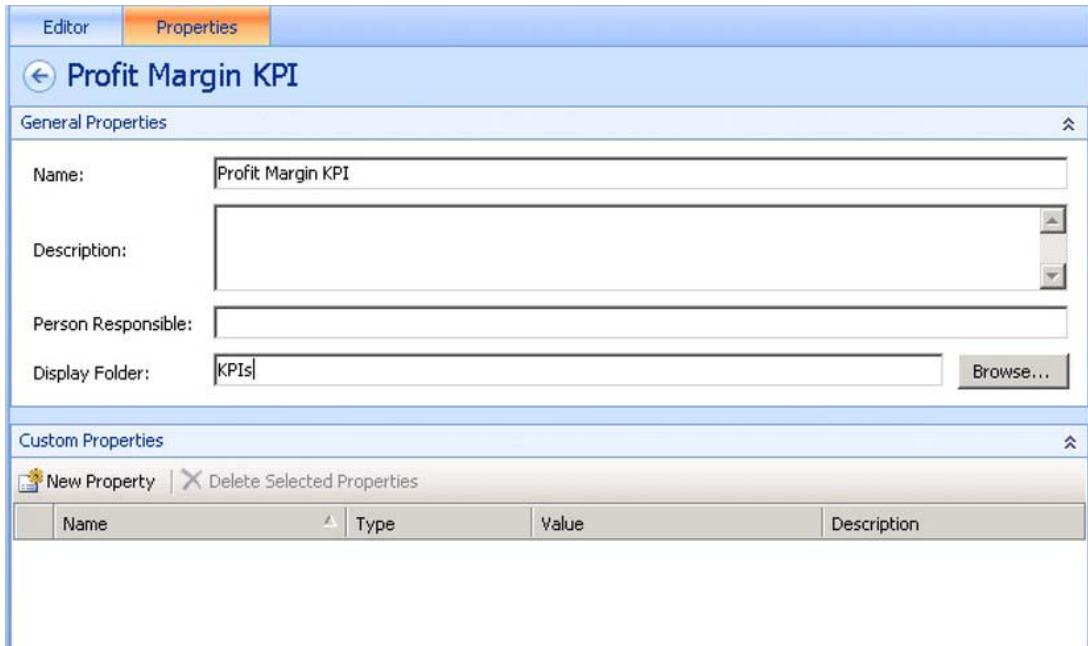 Editor Properties
Profit Margin KPI
General Properties
Name: Profit Margin KPI
Description:
Person Responsible:
Display Folder: KPIs Browse...
Custom Properties
New Property Delete Selected Properties
Name Type Value Description